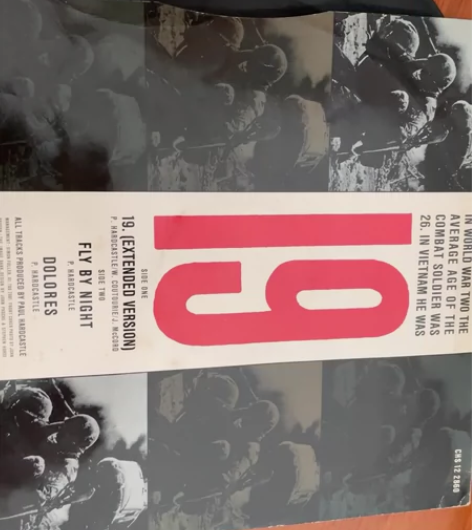 IN WORLD WAR TWO THE
AVERAGE AGE OF THE
COMBAT SOLDIER WAS
26. IN VIETNAM HE WAS
19
SIDE ONE
19. (EXTENDED VERSION)
P. HARDCASTLE/W. COUTOURIE/J. McCORD
SIDE TWO
FLY BY NIGHT
P. HARDCASTLE
DOLORES
P. HARDCASTLE
ALL TRACKS PRODUCED BY PAUL HARDCASTLE
CHS 12 2860